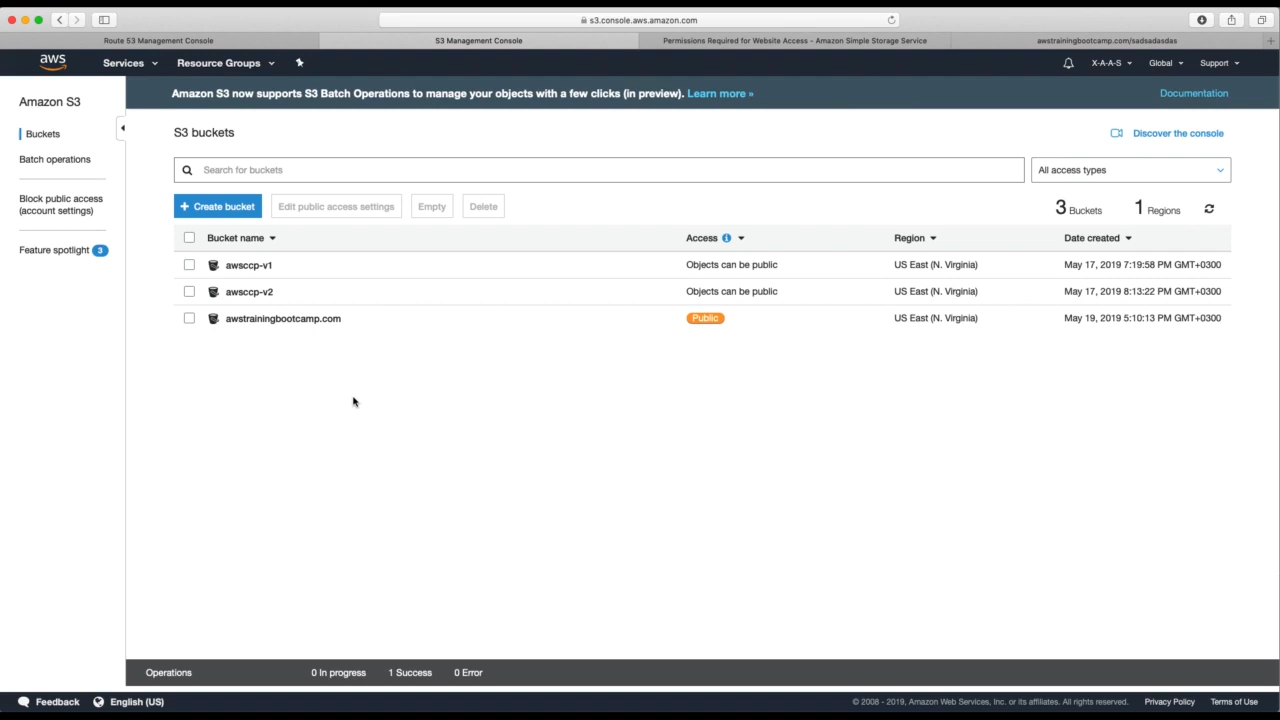 s3.console.aws.amazon.com
Route 53 Management Console
S3 Management Console
Permissions Required for Website Access - Amazon Simple Storage Service
awstrainingbootcamp.com/sadsadasdas
aws
Services
Resource Groups
X-A-A-S
Global
Support
Amazon S3
Buckets
Batch operations
Block public access
(account settings)
Feature spotlight 3
Amazon S3 now supports S3 Batch Operations to manage your objects with a few clicks (in preview). Learn more »
Documentation
S3 buckets
Discover the console
Search for buckets
All access types
+ Create bucket
Edit public access settings
Empty
Delete
3 Buckets
1 Regions
Bucket name
Access
Region
Date created
awsccp-v1
Objects can be public
US East (N. Virginia)
May 17, 2019 7:19:58 PM GMT+0300
awsccp-v2
Objects can be public
US East (N. Virginia)
May 17, 2019 8:13:22 PM GMT+0300
awstrainingbootcamp.com
Public
US East (N. Virginia)
May 19, 2019 5:10:13 PM GMT+0300
Operations
0 In progress
1 Success
0 Error
Feedback
English (US)
© 2008 - 2019, Amazon Web Services, Inc. or its affiliates. All rights reserved.
Privacy Policy
Terms of Use